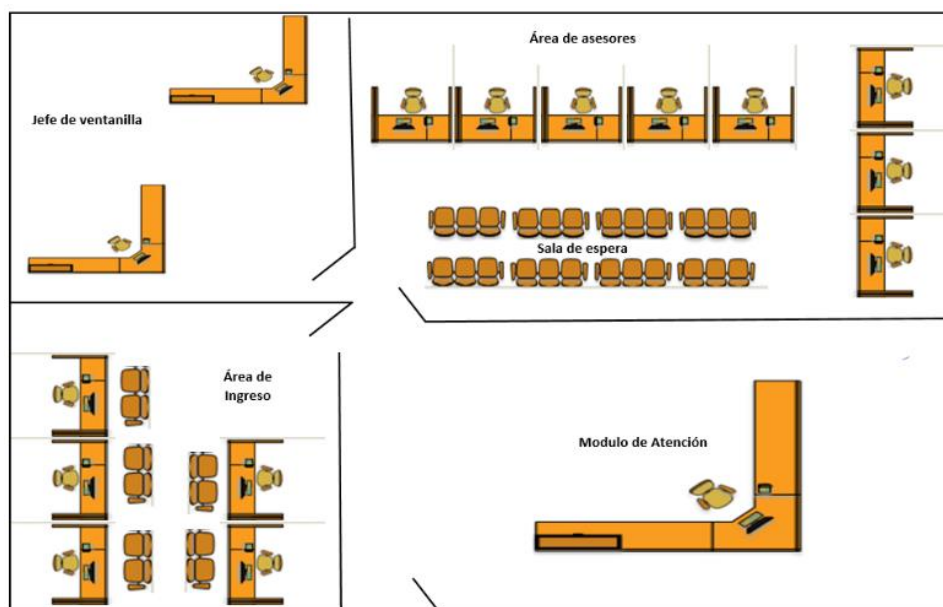 Área de asesores
Jefe de ventanilla
Sala de espera
Área de
Ingreso
Modulo de Atención